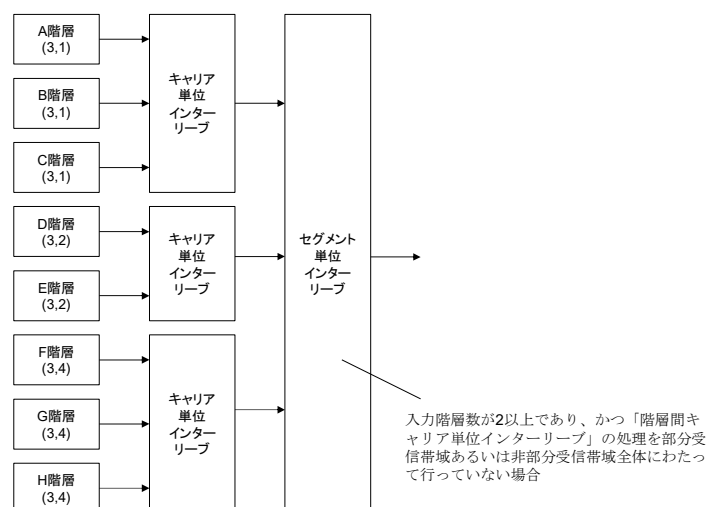 A階層
(3,1)
B階層
(3,1)
C階層
(3,1)
D階層
(3,2)
E階層
(3,2)
F階層
(3,4)
G階層
(3,4)
H階層
(3,4)
キャリア
単位
インター
リーブ
キャリア
単位
インター
リーブ
キャリア
単位
インター
リーブ
セグメント
単位
インター
リーブ
入力階層数が2以上であり、かつ「階層間キ
ャリア単位インターリーブ」の処理を部分受
信帯域あるいは非部分受信帯域全体にわたっ
て行っていない場合